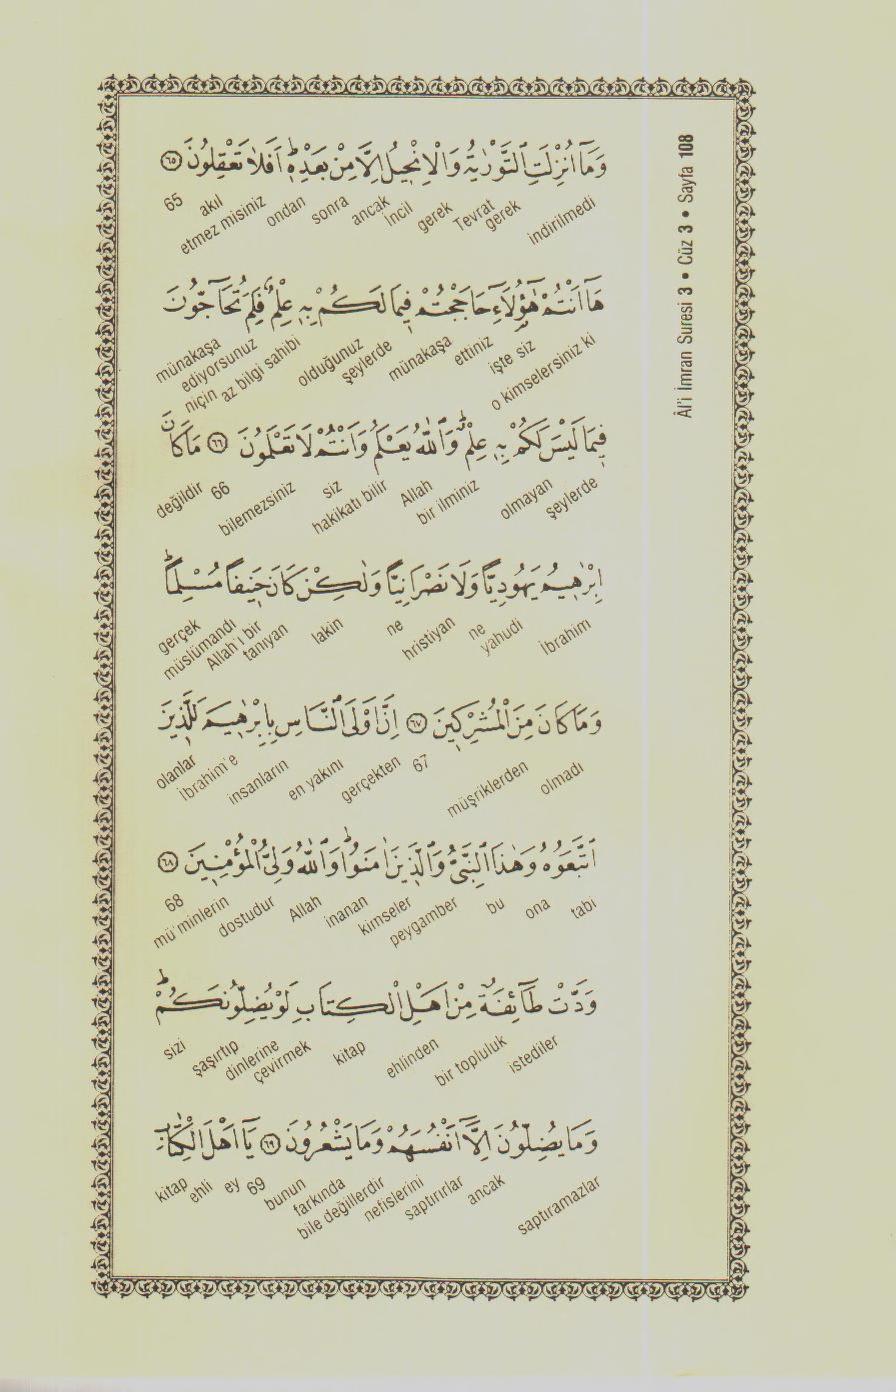 Âl'i İmran Suresi 3 • Cüz 3 • Sayfa 108
وَمَٓا اُنْزِلَتِ التَّوْرٰيةُ وَالْاِنْج۪يلُ اِلَّا مِنْ بَعْدِه۪ۜ اَفَلَا تَعْقِلُونَ ﴿٦٥﴾
indirilmedi gerek Tevrat gerek İncil ancak sonra ondan akıl etmez misiniz 65
هَٓا اَنْتُمْ هٰٓؤُ۬لَٓاءِ حَاجَجْتُمْ ف۪يمَا لَكُمْ بِه۪ عِلْمٌ فَلِمَ تُحَٓاجُّونَ
o kimselersiniz ki işte siz ettiniz münakaşa şeylerde olduğunuz az bilgi sahibi niçin ediyorsunuz münakaşa
ف۪يمَا لَيْسَ لَكُمْ بِه۪ عِلْمٌۜ وَاللّٰهُ يَعْلَمُ وَاَنْتُمْ لَا تَعْلَمُونَ ﴿٦٦﴾ مَا كَانَ
şeylerde olmayan bir ilminiz Allah hakikatı bilir siz bilemezsiniz 66 değildir
اِبْرٰه۪يمُ يَهُودِيًّا وَلَا نَصْرَانِيًّا وَلٰكِنْ كَانَ حَن۪يفًا مُسْلِمًاۜ
İbrahim yahudi ne hristiyan ne lakin tanıyan Allah'ı bir müslümandı gerçek
وَمَا كَانَ مِنَ الْمُشْرِك۪ينَ ﴿٦٧﴾ اِنَّ اَوْلَى النَّاسِ بِاِبْرٰه۪يمَ لَلَّذ۪ينَ
olmadı müşriklerden 67 gerçekten en yakını insanların İbrahim'e olanlar
اتَّبَعُوهُ وَهٰذَا النَّبِيُّ وَالَّذ۪ينَ اٰمَنُواۜ وَاللّٰهُ وَلِيُّ الْمُؤْمِن۪ينَ ﴿٦٨﴾
tabi ona bu peygamber kimseler inanan Allah dostudur mü'minlerin 68
وَدَّتْ طَٓائِفَةٌ مِنْ اَهْلِ الْكِتَابِ لَوْ يُضِلُّونَكُمْۜ
istediler bir topluluk ehlinden kitap çevirmek dinlerine şaşırtıp sizi
وَمَا يُضِلُّونَ اِلَّٓا اَنْفُسَهُمْ وَمَا يَشْعُرُونَ ﴿٦٩﴾ يَٓا اَهْلَ الْكِتَابِ
saptıramazlar ancak saptırırlar nefislerini bile değillerdir farkında bunun 69 ey ehli kitap